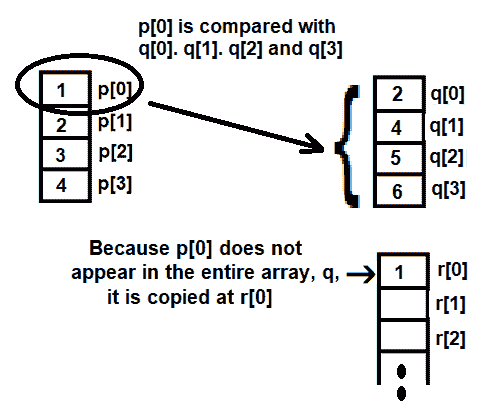 p[0] is compared with
q[0]. q[1]. q[2] and q[3]
1 p[0]
2 p[1]
3 p[2]
4 p[3]
2 q[0]
4 q[1]
5 q[2]
6 q[3]
Because p[0] does not
appear in the entire array, q,
it is copied at r[0]
1 r[0]
r[1]
r[2]